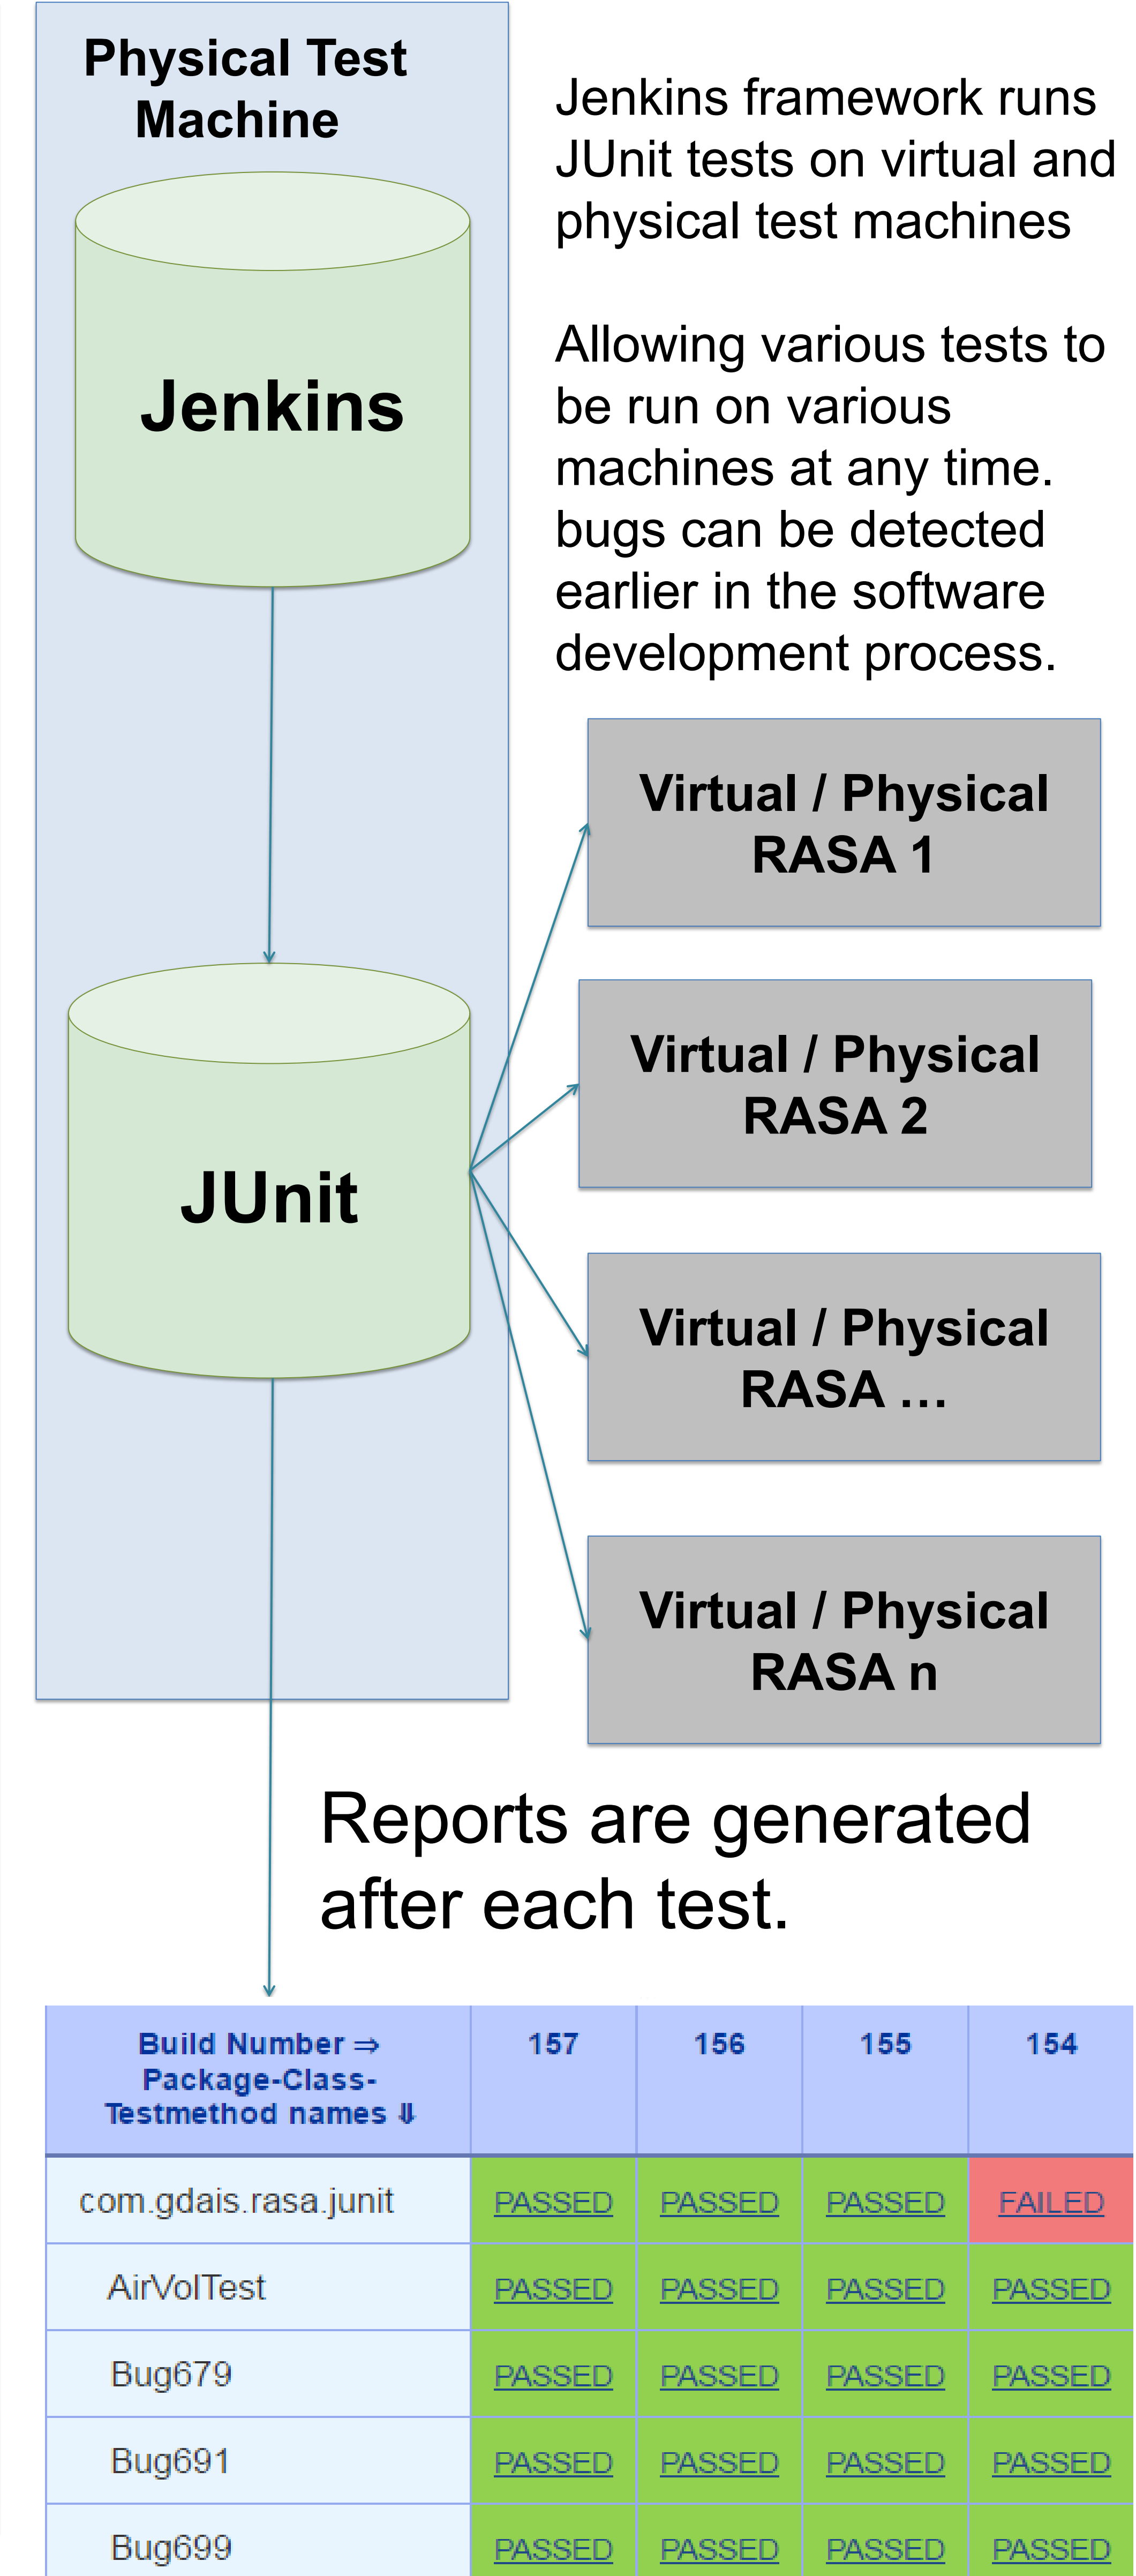 Physical Test
Machine
Jenkins framework runs
JUnit tests on virtual and
physical test machines
Allowing various tests to
be run on various
machines at any time.
bugs can be detected
earlier in the software
development process.
Jenkins
Virtual / Physical
RASA 1
Virtual / Physical
RASA 2
JUnit
Virtual / Physical
RASA ...
Virtual / Physical
RASA n
Reports are generated
after each test.
Build Number ⇒ 157 156 155 154
Package-Class-
Testmethod names ⇓
com.gdais.rasa.junit PASSED PASSED PASSED FAILED
AirVolTest PASSED PASSED PASSED PASSED
Bug679 PASSED PASSED PASSED PASSED
Bug691 PASSED PASSED PASSED PASSED
Bug699 PASSED PASSED PASSED PASSED